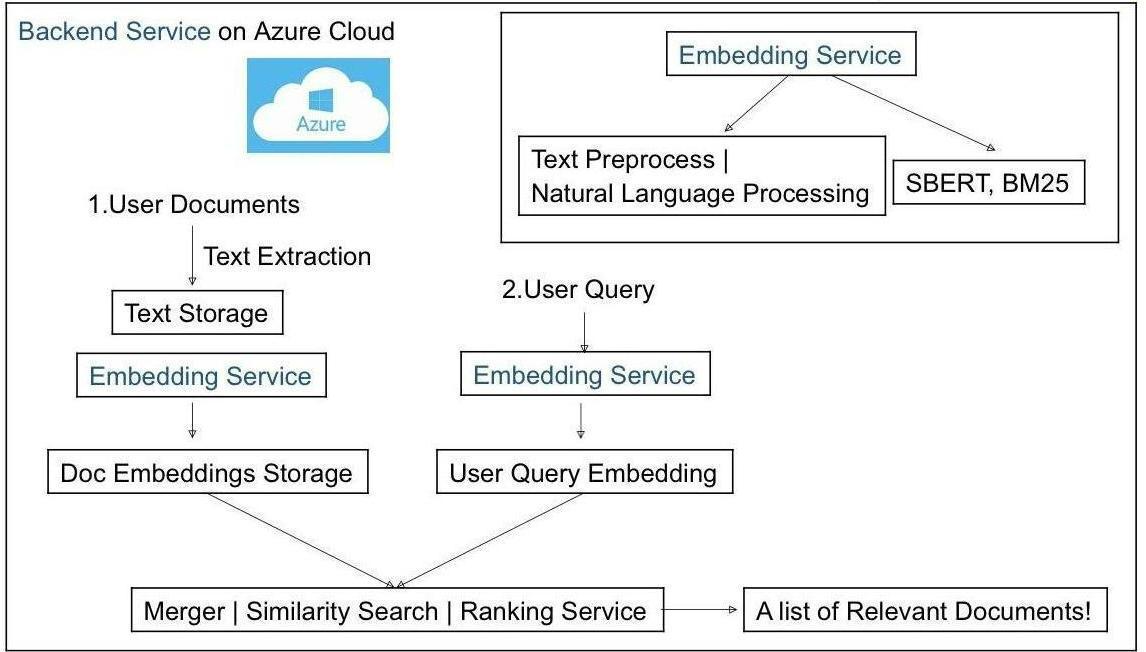 Backend Service on Azure Cloud
Azure
Embedding Service
Text Preprocess |
Natural Language Processing
SBERT, BM25
1.User Documents
Text Extraction
Text Storage
Embedding Service
Doc Embeddings Storage
2.User Query
Embedding Service
User Query Embedding
Merger | Similarity Search | Ranking Service
A list of Relevant Documents!